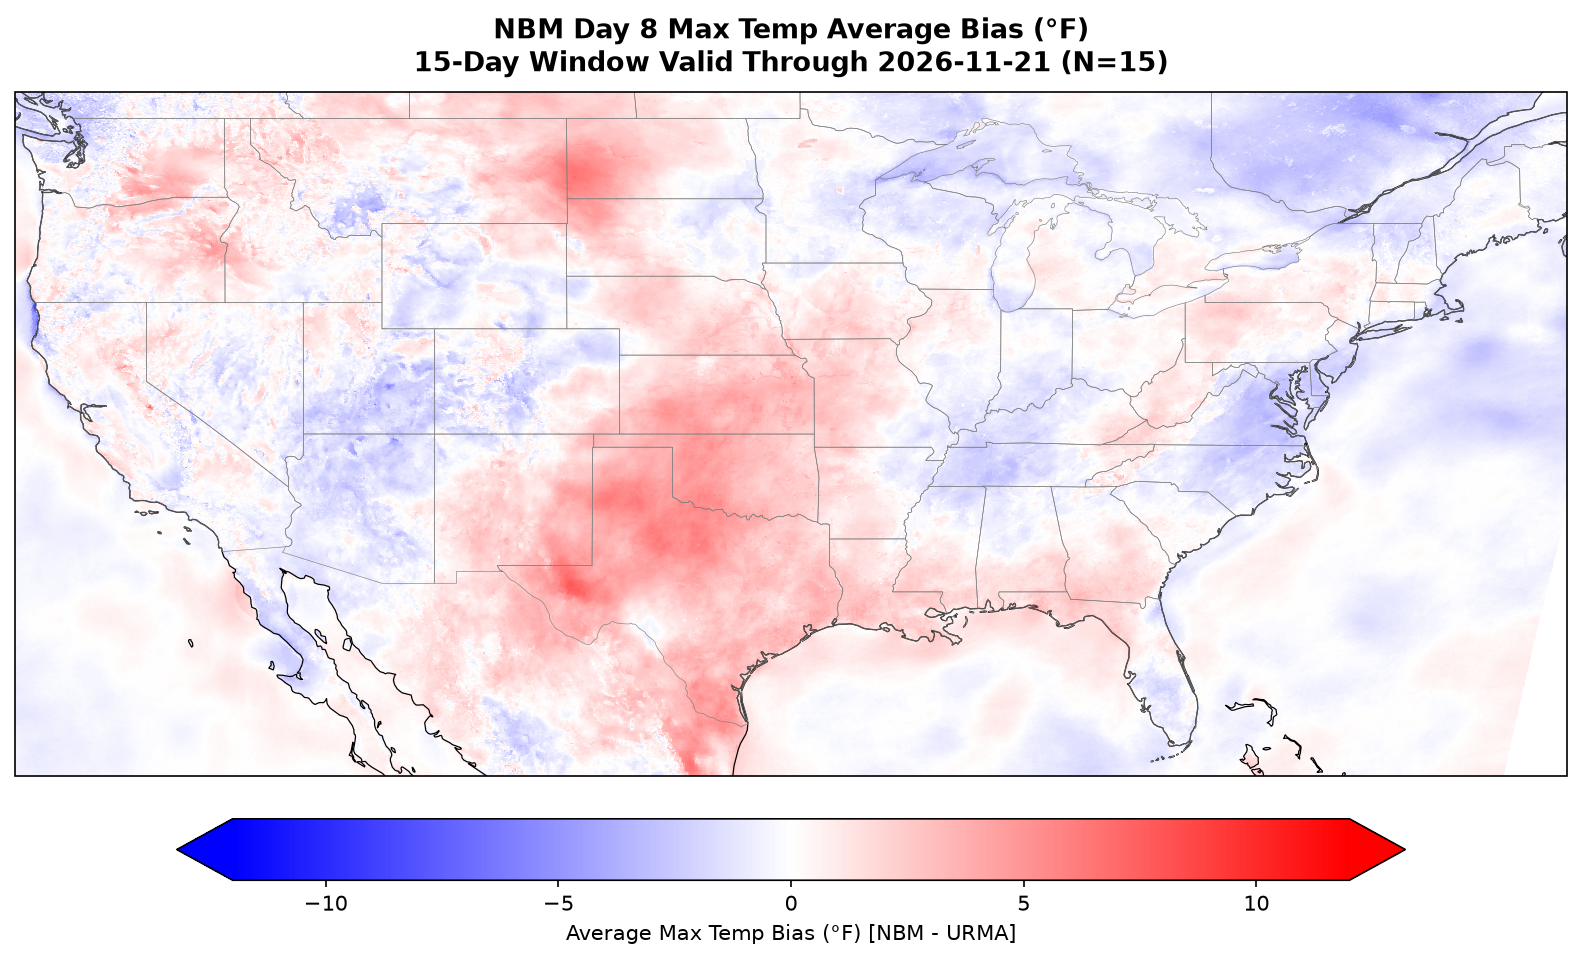 NBM Day 8 Max Temp Average Bias (°F)
15-Day Window Valid Through 2026-11-21 (N=15)
−10 −5 0 5 10
Average Max Temp Bias (°F) [NBM - URMA]